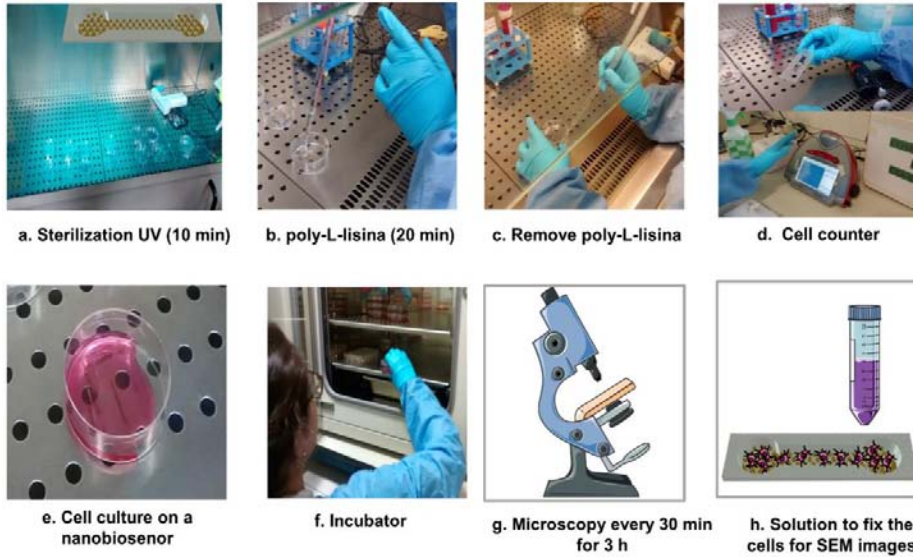 a. Sterilization UV (10 min)
b. poly-L-lisina (20 min)
c. Remove poly-L-lisina
d. Cell counter
e. Cell culture on a
nanobiosenor
f. Incubator
g. Microscopy every 30 min
for 3 h
h. Solution to fix the
cells for SEM images